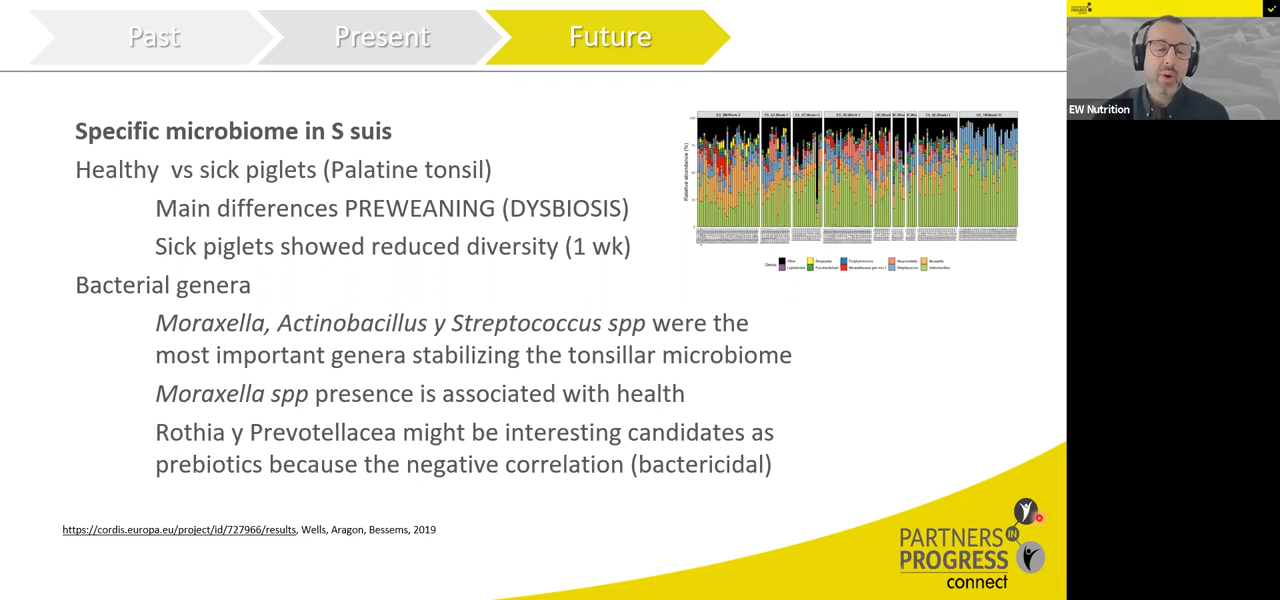 Past
Present
Future
Specific microbiome in S suis
Healthy vs sick piglets (Palatine tonsil)
Main differences PREWEANING (DYSBIOSIS)
Sick piglets showed reduced diversity (1 wk)
Bacterial genera
Moraxella, Actinobacillus y Streptococcus spp were the
most important genera stabilizing the tonsillar microbiome
Moraxella spp presence is associated with health
Rothia y Prevotellacea might be interesting candidates as
prebiotics because the negative correlation (bactericidal)
https://cordis.europa.eu/project/id/727966/results, Wells, Aragon, Bessems, 2019
Relative abundance (%)
PARTNERS
IN
PROGRESS
connect
EW Nutrition